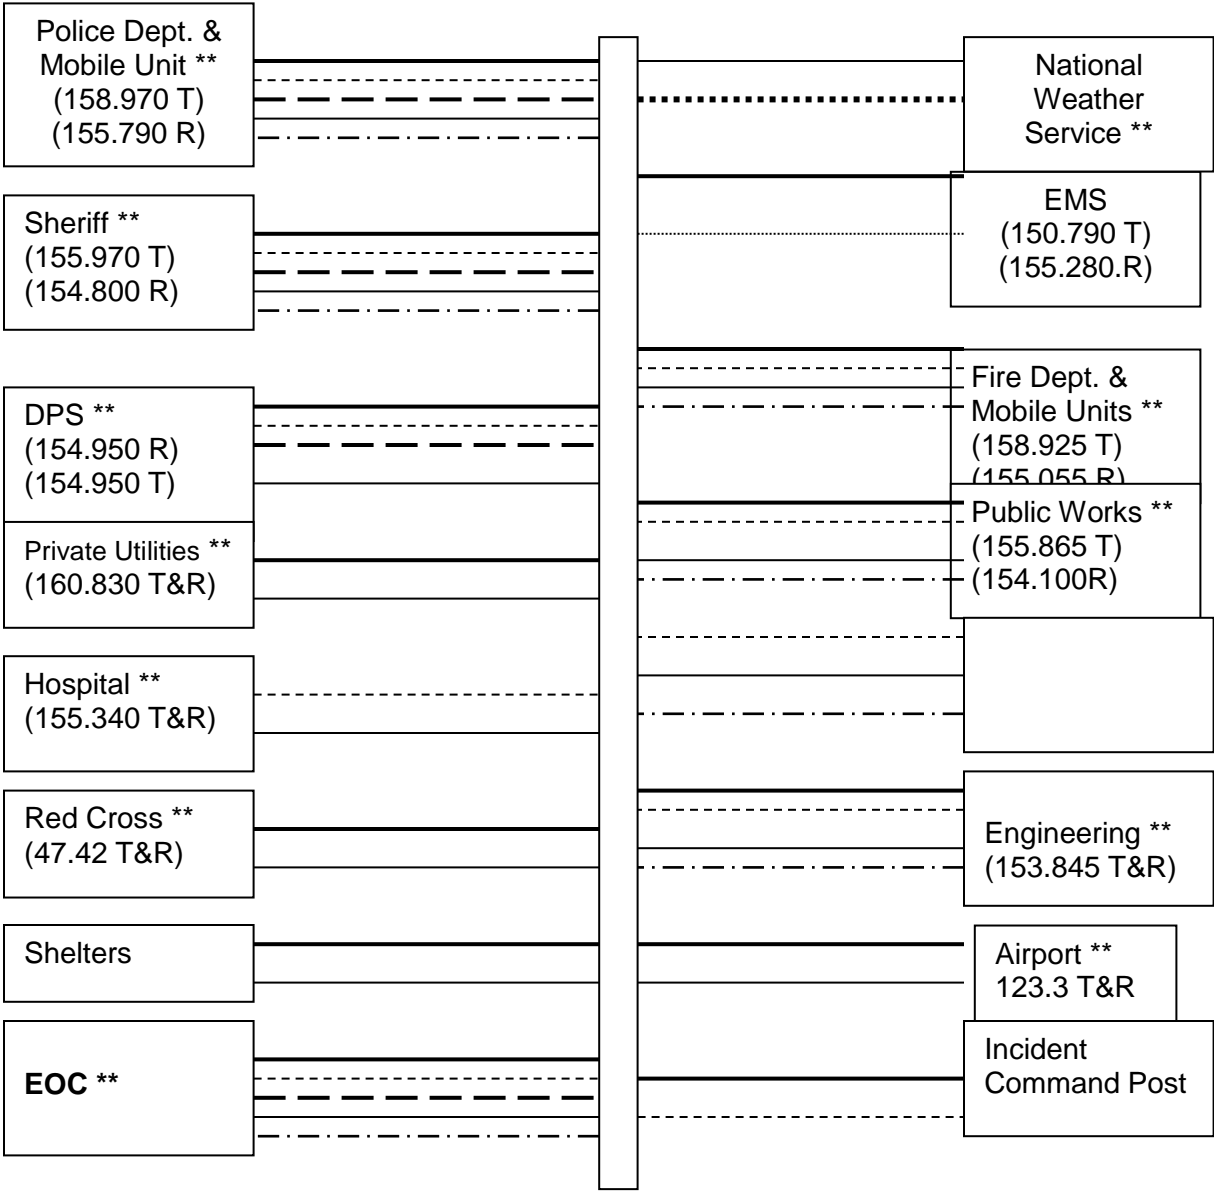 Police Dept. &
Mobile Unit **
(158.970 T)
(155.790 R)
Sheriff **
(155.970 T)
(154.800 R)
DPS **
(154.950 R)
(154.950 T)
Private Utilities **
(160.830 T&R)
Hospital **
(155.340 T&R)
Red Cross **
(47.42 T&R)
Shelters
EOC **
National
Weather
Service **
EMS
(150.790 T)
(155.280.R)
Fire Dept. &
Mobile Units **
(158.925 T)
(155.055 R)
Public Works **
(155.865 T)
(154.100R)
Engineering **
(153.845 T&R)
Airport **
123.3 T&R
Incident
Command Post